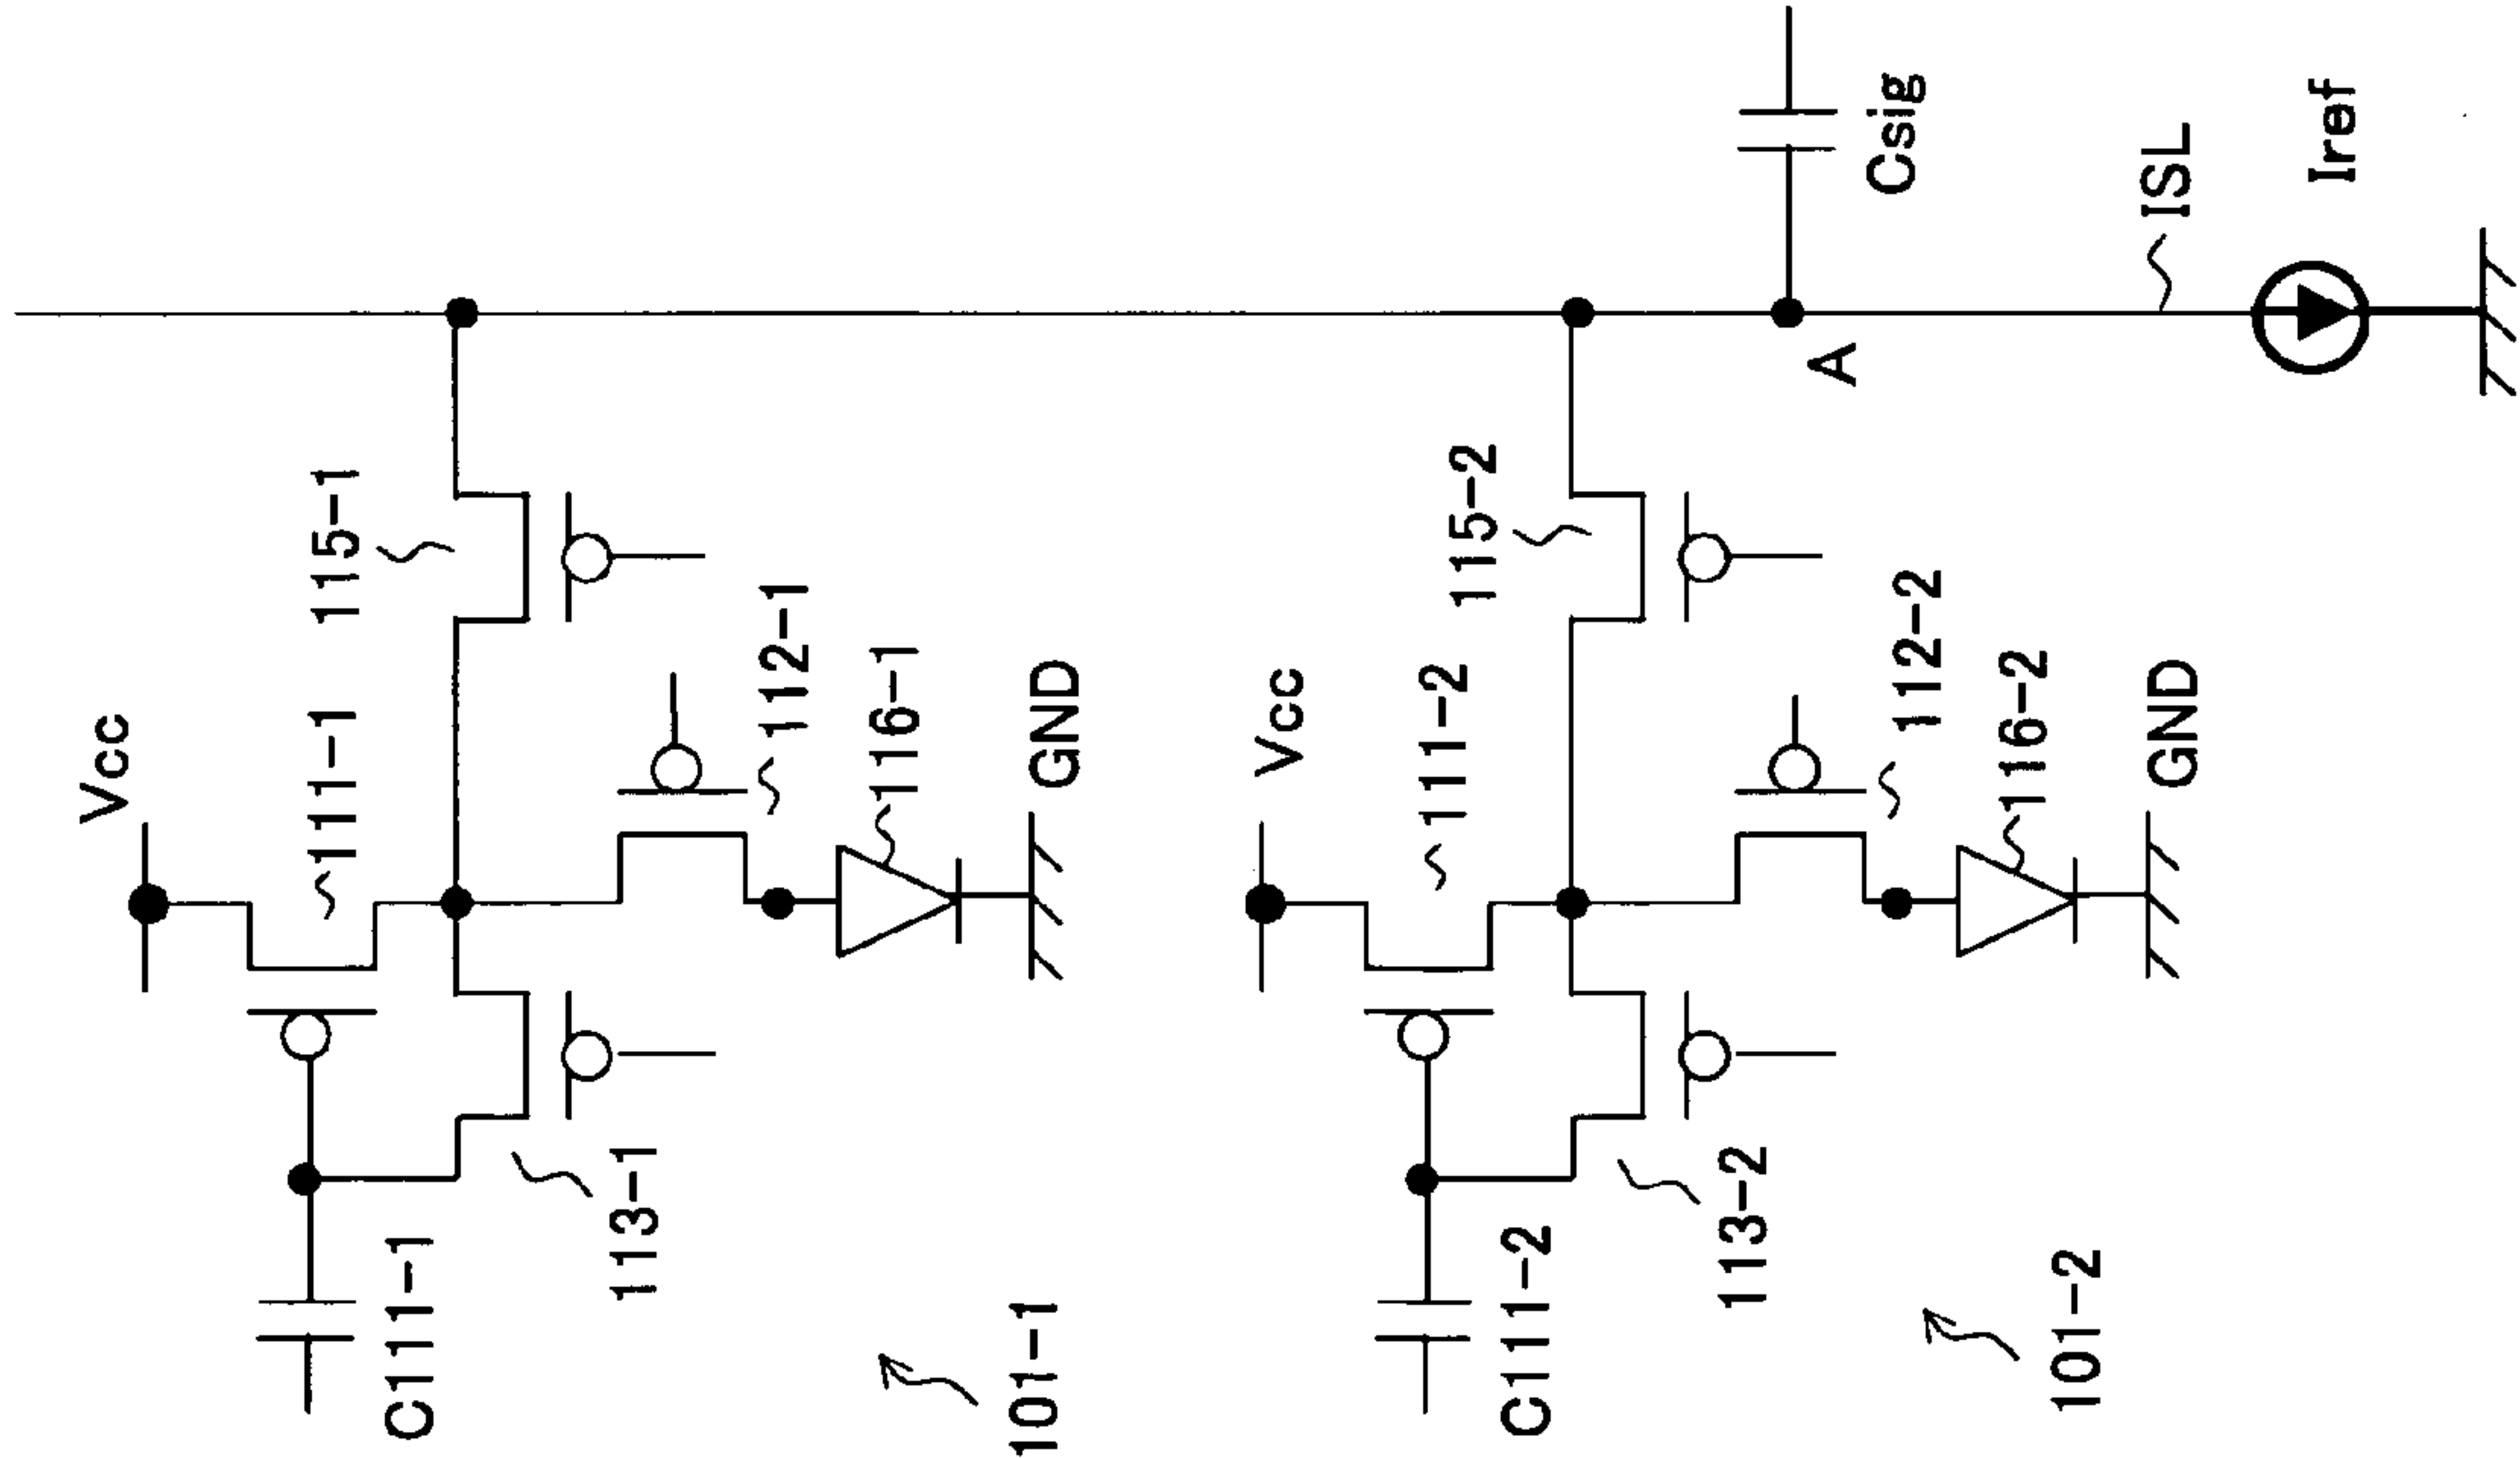 Vcc
111-1
115-1
C111-1
113-1
112-1
116-1
GND
101-1
Vcc
111-2
115-2
C111-2
113-2
112-2
116-2
GND
101-2
A
Csig
ISL
Iref